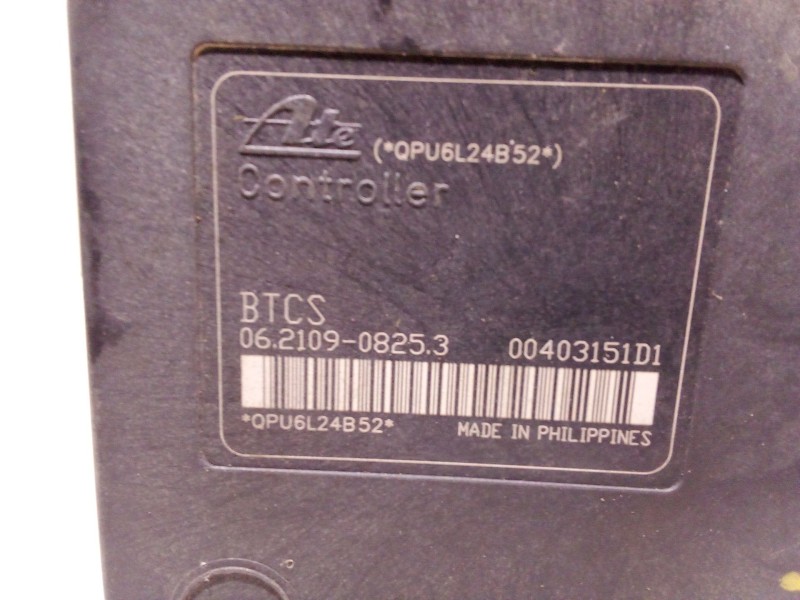 Ate (*QPU6L24B52*)
Controller
BTCS
06.2109-0825.3 00403151D1
*QPU6L24B52* MADE IN PHILIPPINES